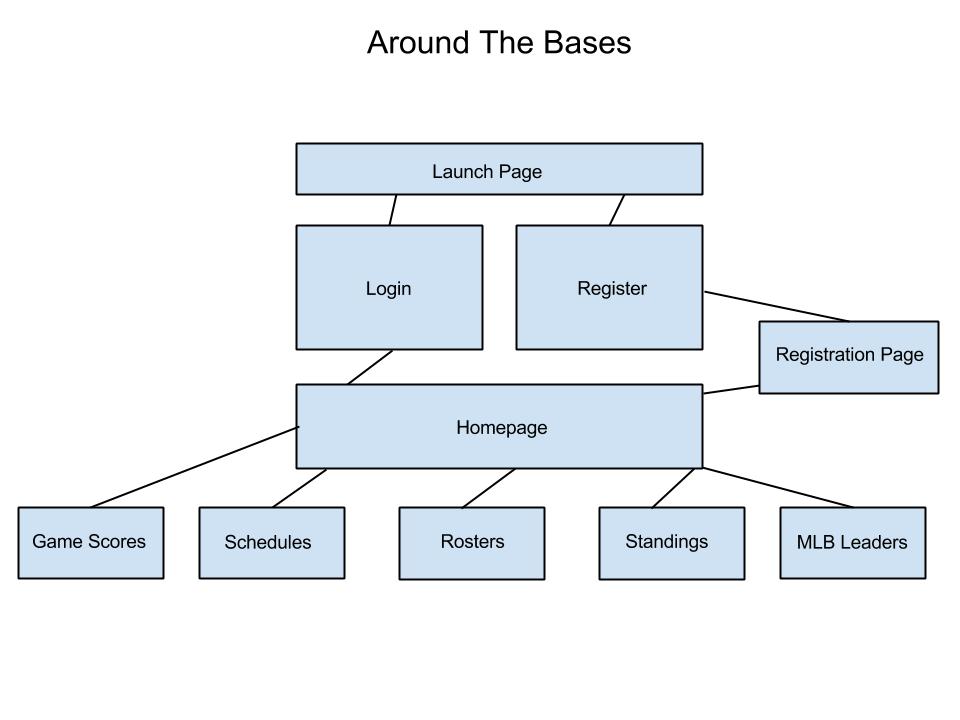 Around The Bases
Launch Page
Login
Register
Registration Page
Homepage
Game Scores
Schedules
Rosters
Standings
MLB Leaders